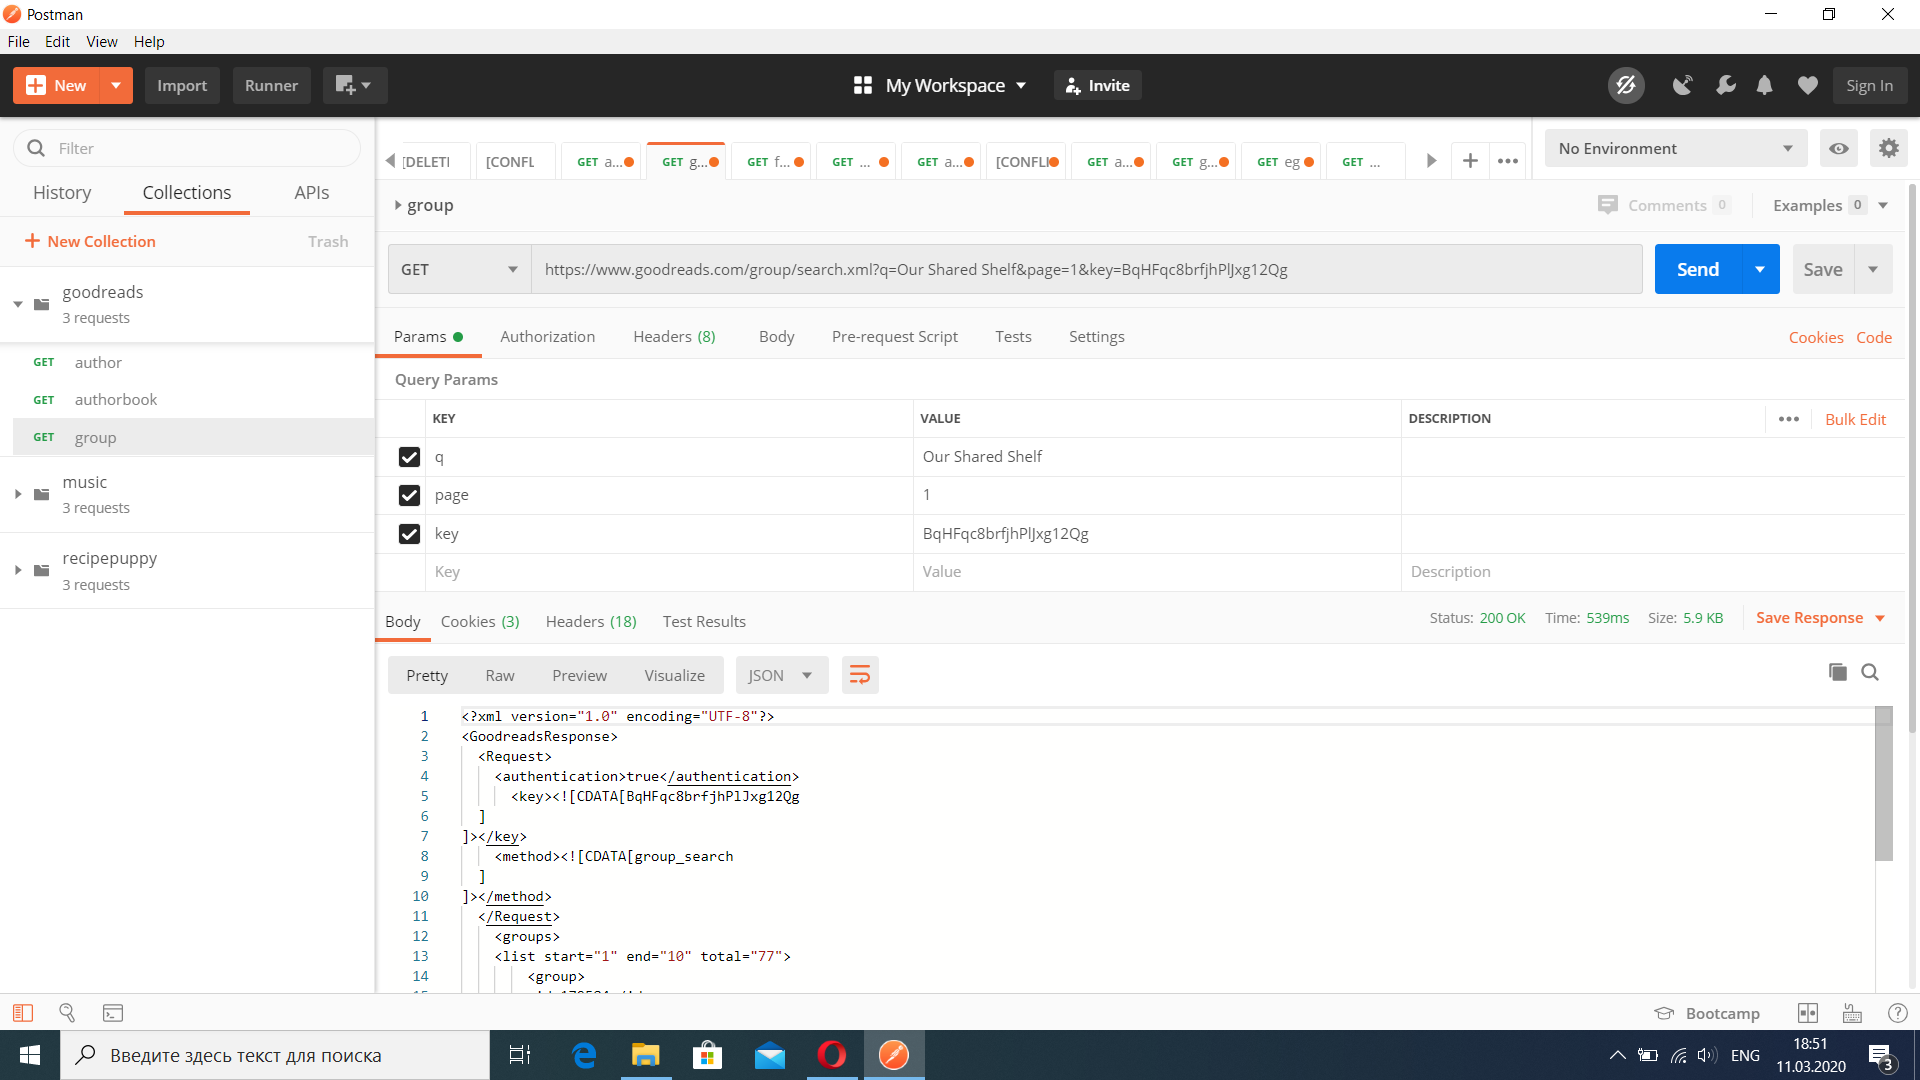 Postman
File Edit View Help
New Import Runner My Workspace Invite Sign In
Filter
History Collections APIs
New Collection Trash
goodreads
3 requests
GET author
GET authorbook
GET group
music
3 requests
recipepuppy
3 requests
[DELETI [CONFL GET a... GET g... GET f... GET ... GET a... [CONFLI GET a... GET g... GET eg GET ...
No Environment
group Comments 0 Examples 0
GET https://www.goodreads.com/group/search.xml?q=Our Shared Shelf&page=1&key=BqHFqc8brfjhPlJxg12Qg Send Save
Params Authorization Headers (8) Body Pre-request Script Tests Settings Cookies Code
Query Params
KEY VALUE DESCRIPTION Bulk Edit
q Our Shared Shelf
page 1
key BqHFqc8brfjhPlJxg12Qg
Key Value Description
Body Cookies (3) Headers (18) Test Results Status: 200 OK Time: 539ms Size: 5.9 KB Save Response
Pretty Raw Preview Visualize JSON
1 <?xml version="1.0" encoding="UTF-8"?>
2 <GoodreadsResponse>
3 <Request>
4 <authentication>true</authentication>
5 <key><![CDATA[BqHFqc8brfjhPlJxg12Qg
6 ]
7 ]></key>
8 <method><![CDATA[group_search
9 ]
10 ]></method>
11 </Request>
12 <groups>
13 <list start="1" end="10" total="77">
14 <group>
Bootcamp
Введите здесь текст для поиска
ENG
18:51
11.03.2020
3